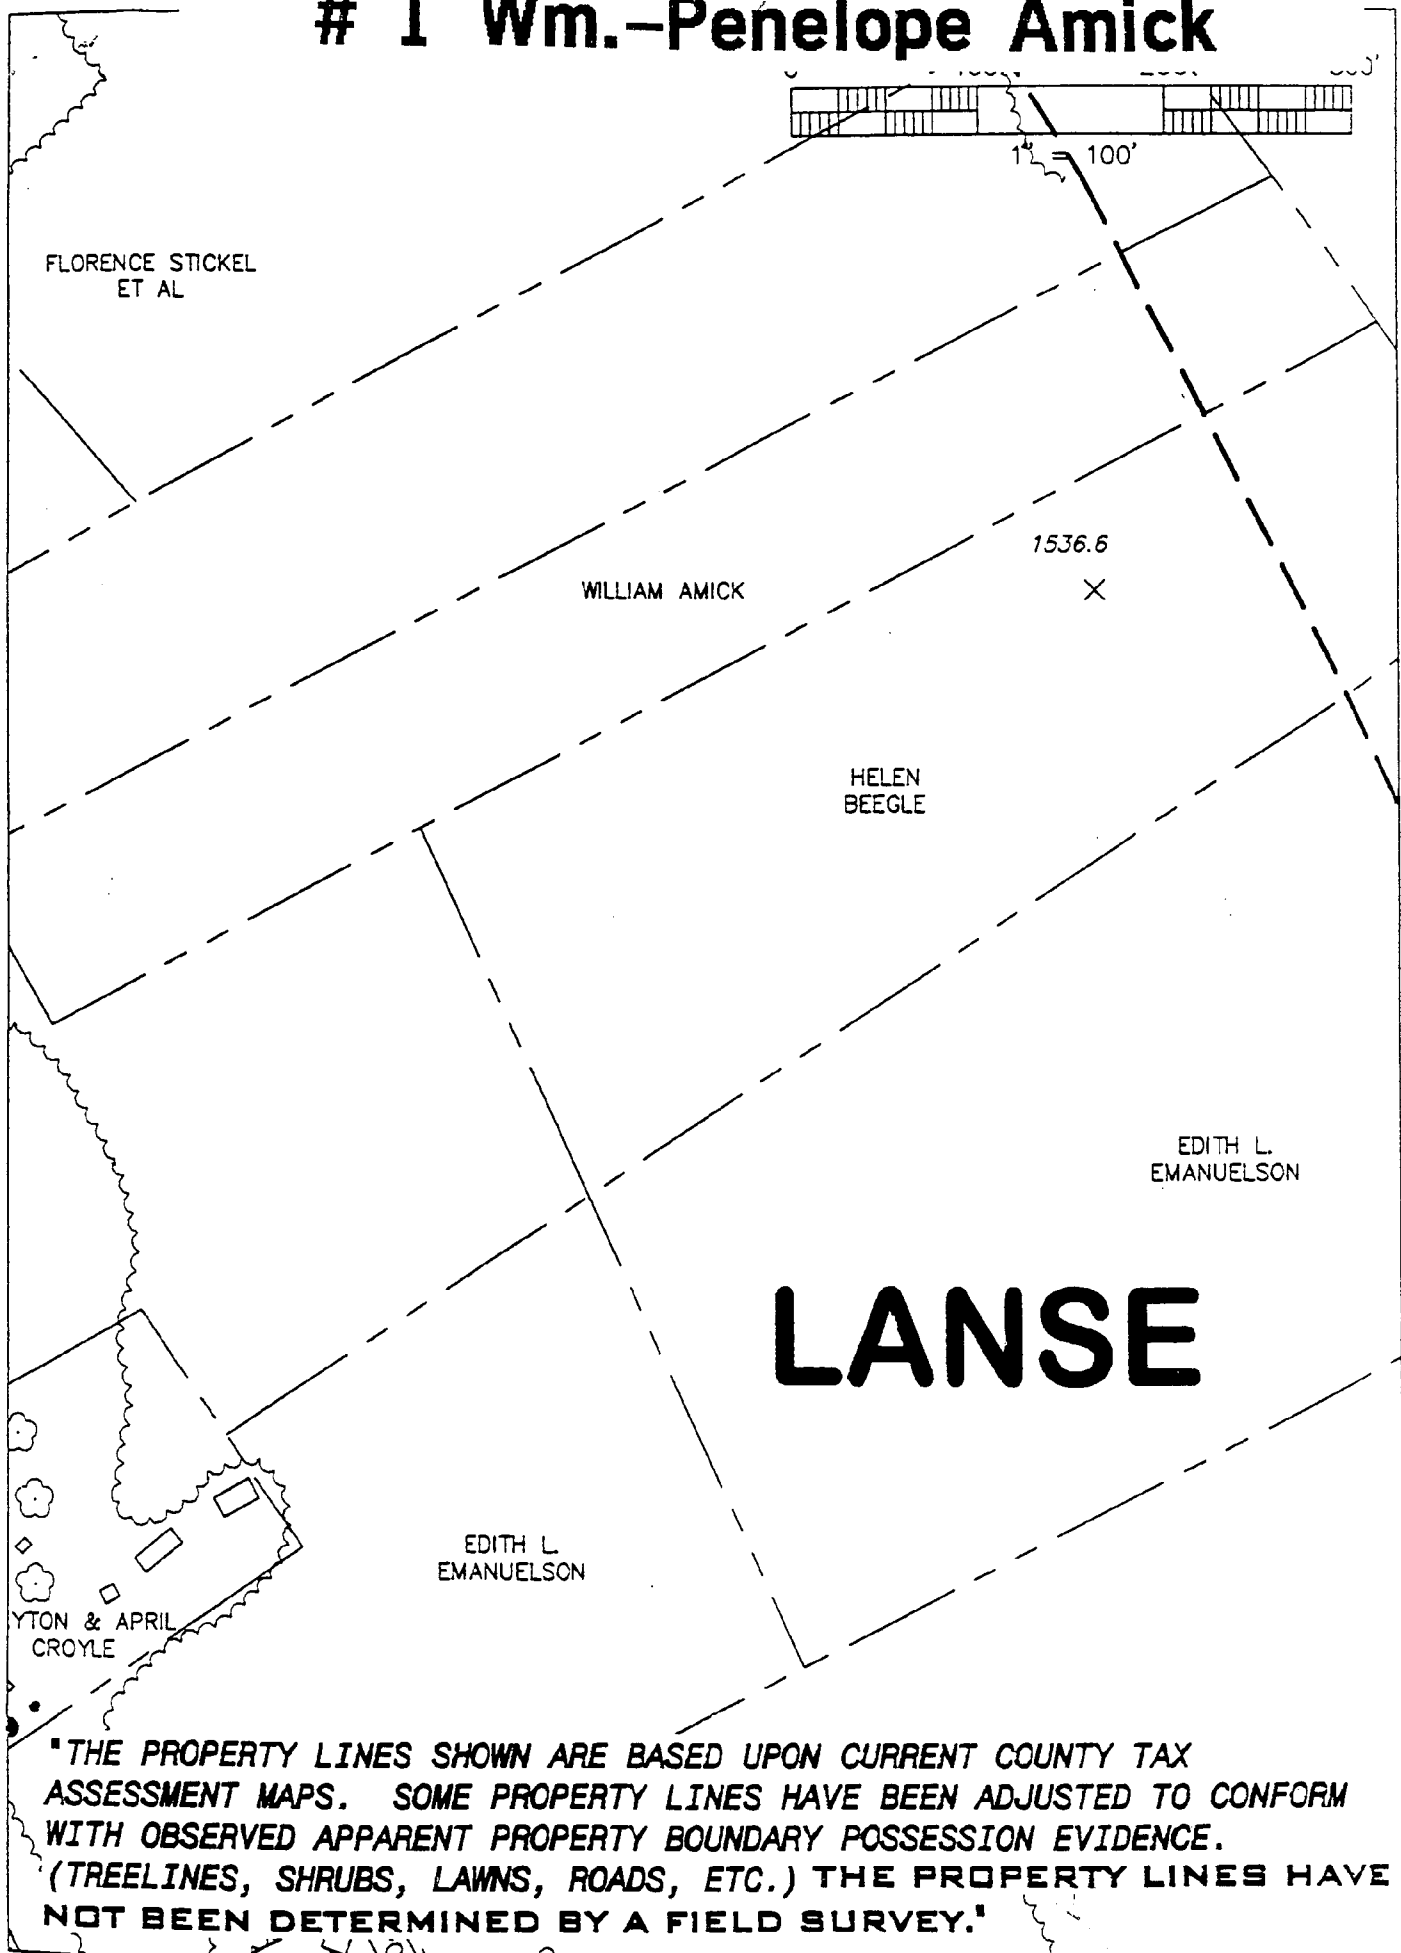 # 1 Wm.-Penelope Amick
1" = 100'
FLORENCE STICKEL
ET AL
1536.6
WILLIAM AMICK
HELEN
BEEGLE
EDITH L.
EMANUELSON
LANSE
EDITH L.
EMANUELSON
YTON & APRIL
CROYLE
"THE PROPERTY LINES SHOWN ARE BASED UPON CURRENT COUNTY TAX
ASSESSMENT MAPS. SOME PROPERTY LINES HAVE BEEN ADJUSTED TO CONFORM
WITH OBSERVED APPARENT PROPERTY BOUNDARY POSSESSION EVIDENCE.
(TREELINES, SHRUBS, LAWNS, ROADS, ETC.) THE PROPERTY LINES HAVE
NOT BEEN DETERMINED BY A FIELD SURVEY."